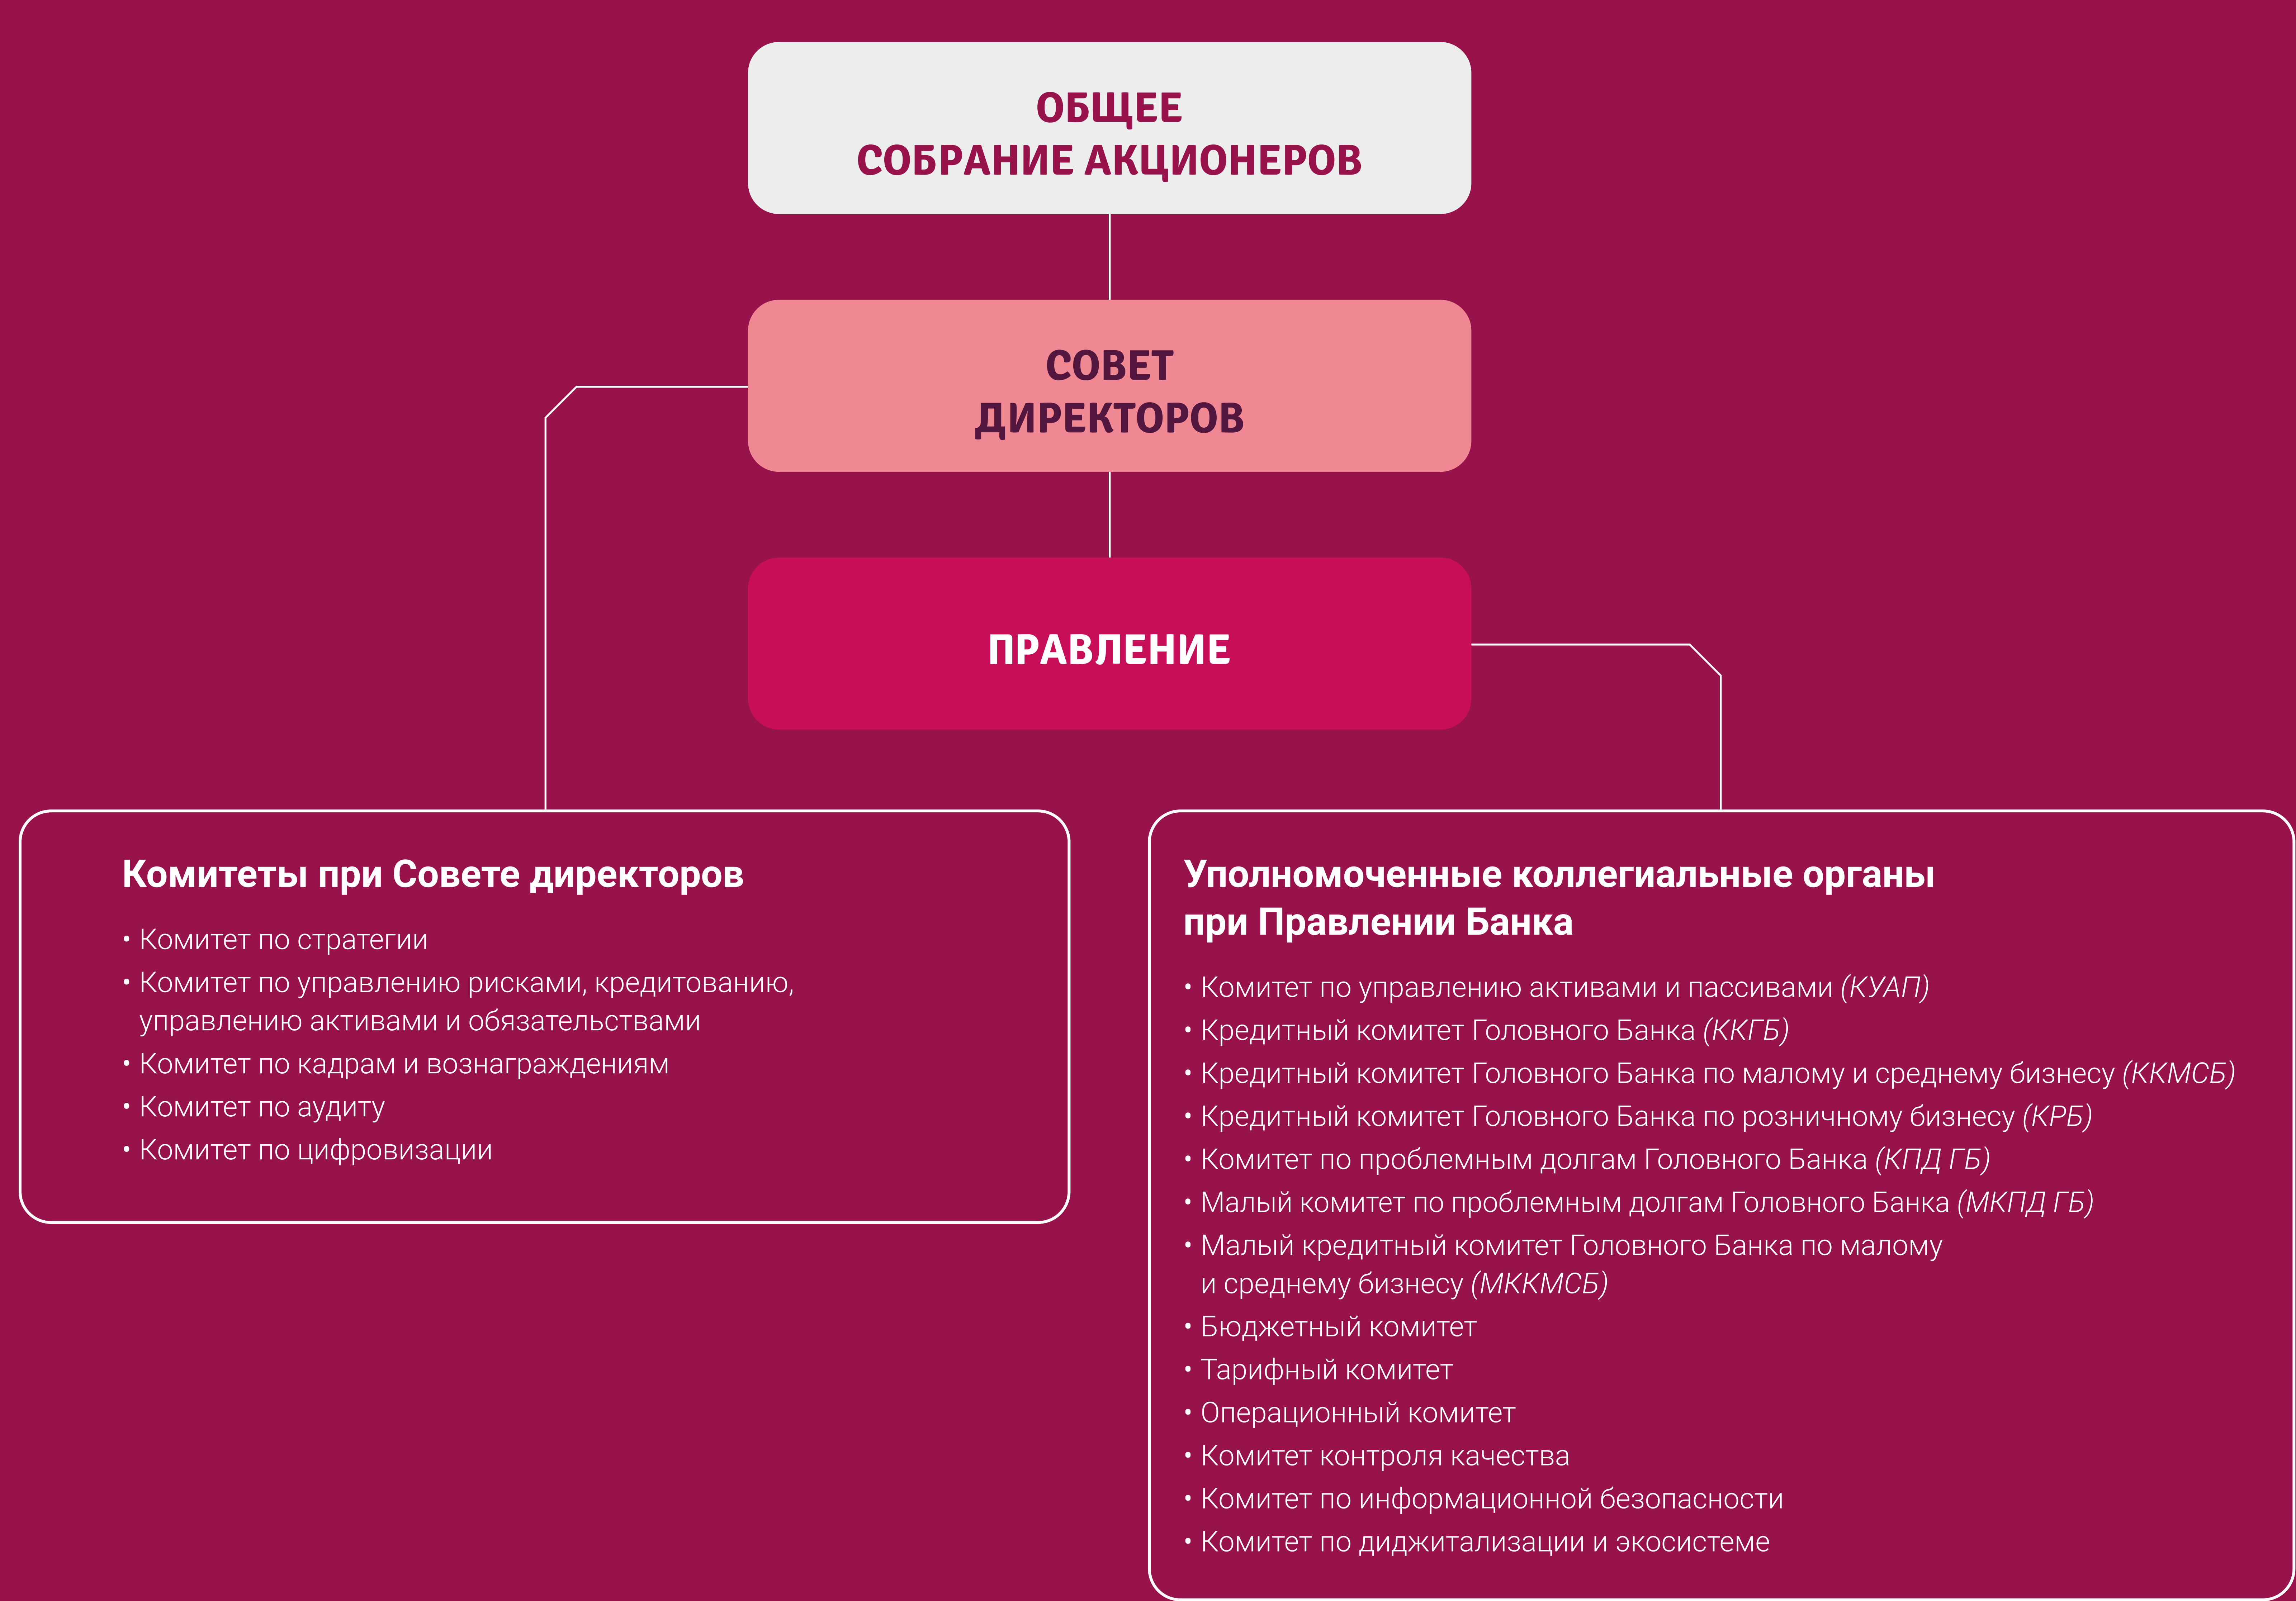 ОБЩЕЕ
СОБРАНИЕ АКЦИОНЕРОВ
СОВЕТ
ДИРЕКТОРОВ
ПРАВЛЕНИЕ
Комитеты при Совете директоров
• Комитет по стратегии
• Комитет по управлению рисками, кредитованию,
управлению активами и обязательствами
• Комитет по кадрам и вознаграждениям
• Комитет по аудиту
• Комитет по цифровизации
Уполномоченные коллегиальные органы
при Правлении Банка
• Комитет по управлению активами и пассивами (КУАП)
• Кредитный комитет Головного Банка (ККГБ)
• Кредитный комитет Головного Банка по малому и среднему бизнесу (ККМСБ)
• Кредитный комитет Головного Банка по розничному бизнесу (КРБ)
• Комитет по проблемным долгам Головного Банка (КПД ГБ)
• Малый комитет по проблемным долгам Головного Банка (МКПД ГБ)
• Малый кредитный комитет Головного Банка по малому
и среднему бизнесу (МККМСБ)
• Бюджетный комитет
• Тарифный комитет
• Операционный комитет
• Комитет контроля качества
• Комитет по информационной безопасности
• Комитет по диджитализации и экосистеме